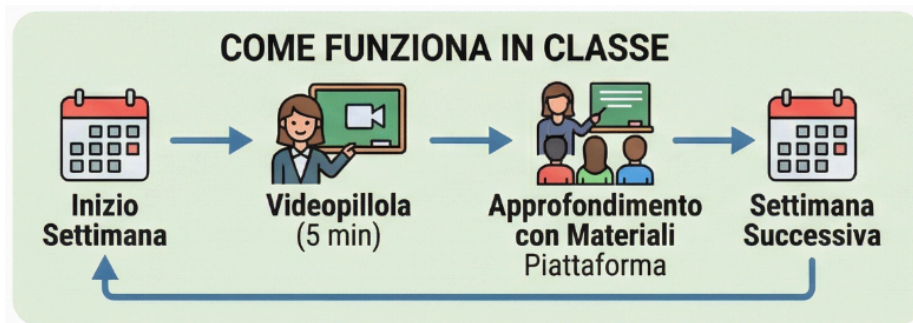 COME FUNZIONA IN CLASSE
Inizio
Settimana
Videopillola
(5 min)
Approfondimento
con Materiali
Piattaforma
Settimana
Successiva